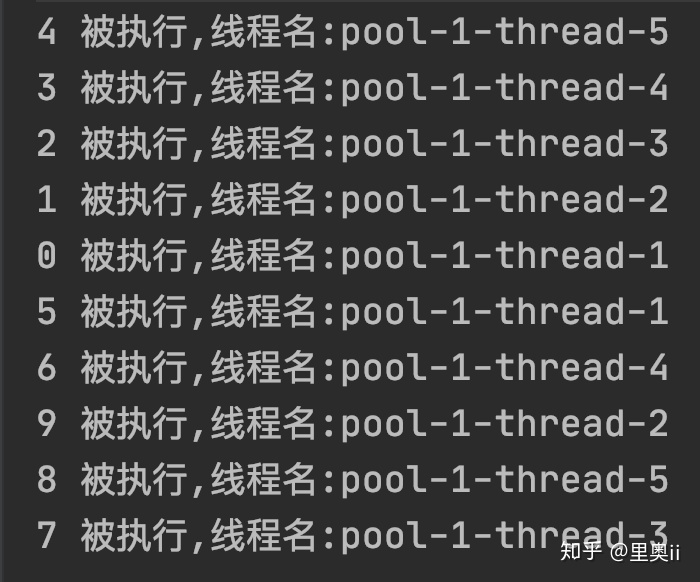 4 被执行,线程名:pool-1-thread-5
3 被执行,线程名:pool-1-thread-4
2 被执行,线程名:pool-1-thread-3
1 被执行,线程名:pool-1-thread-2
0 被执行,线程名:pool-1-thread-1
5 被执行,线程名:pool-1-thread-1
6 被执行,线程名:pool-1-thread-4
9 被执行,线程名:pool-1-thread-2
8 被执行,线程名:pool-1-thread-5
7 被执行,线程名:pool-1-thread-3
知乎 @里奥ii